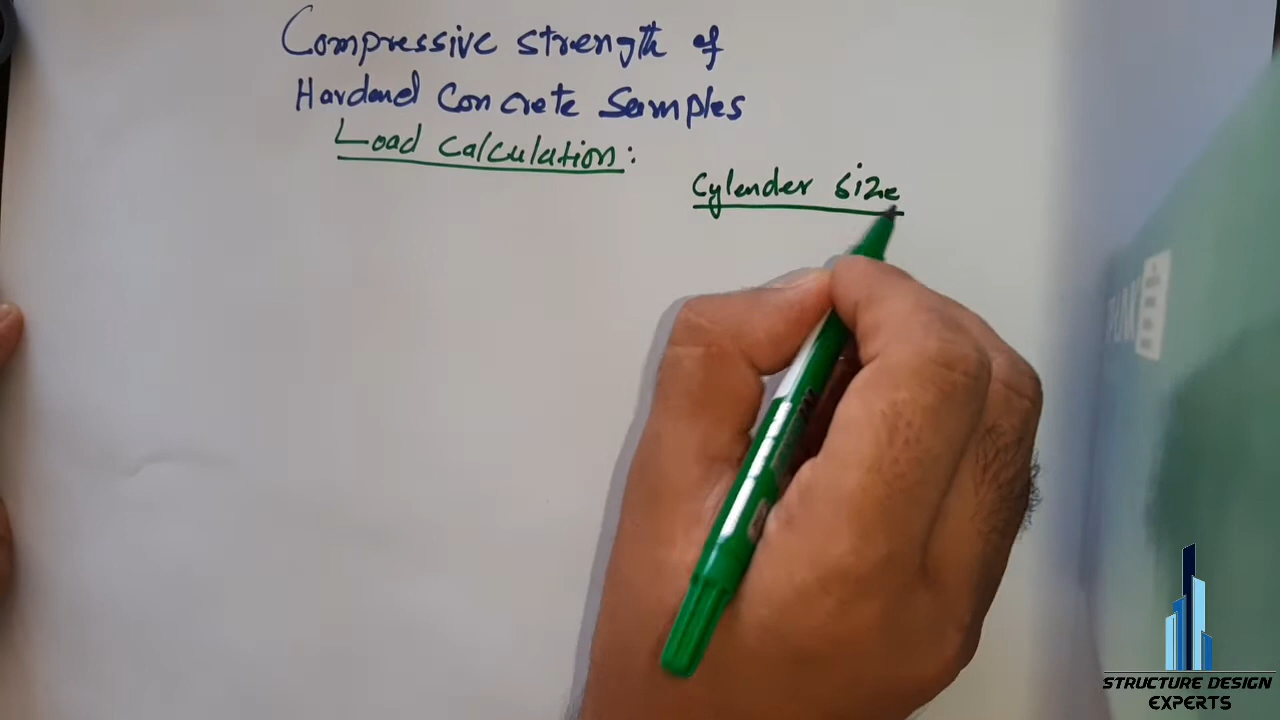 Compressive strength of
Hardend Concrete Samples
Load Calculation:
Cylender size
STRUCTURE DESIGN
EXPERTS